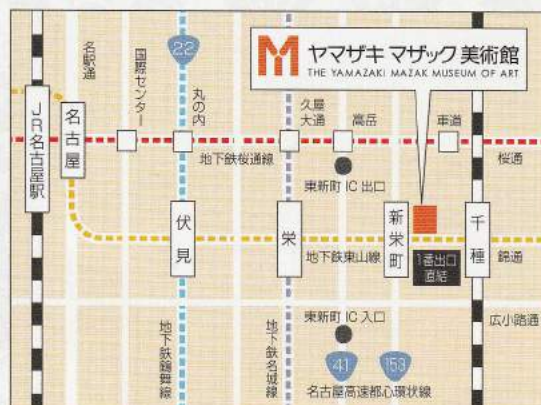 ヤマザキ マザック 美術館
THE YAMAZAKI MAZAK MUSEUM OF ART
22
名駅通
国際センター
丸の内
久屋大通
高岳
車道
JR名古屋駅
名古屋
地下鉄桜通線
桜通
東新町 IC 出口
伏見
栄
新栄町
千種
地下鉄東山線
1番出口
直結
錦通
東新町 IC 入口
広小路通
地下鉄鶴舞線
地下鉄名城線
41
153
名古屋高速都心環状線